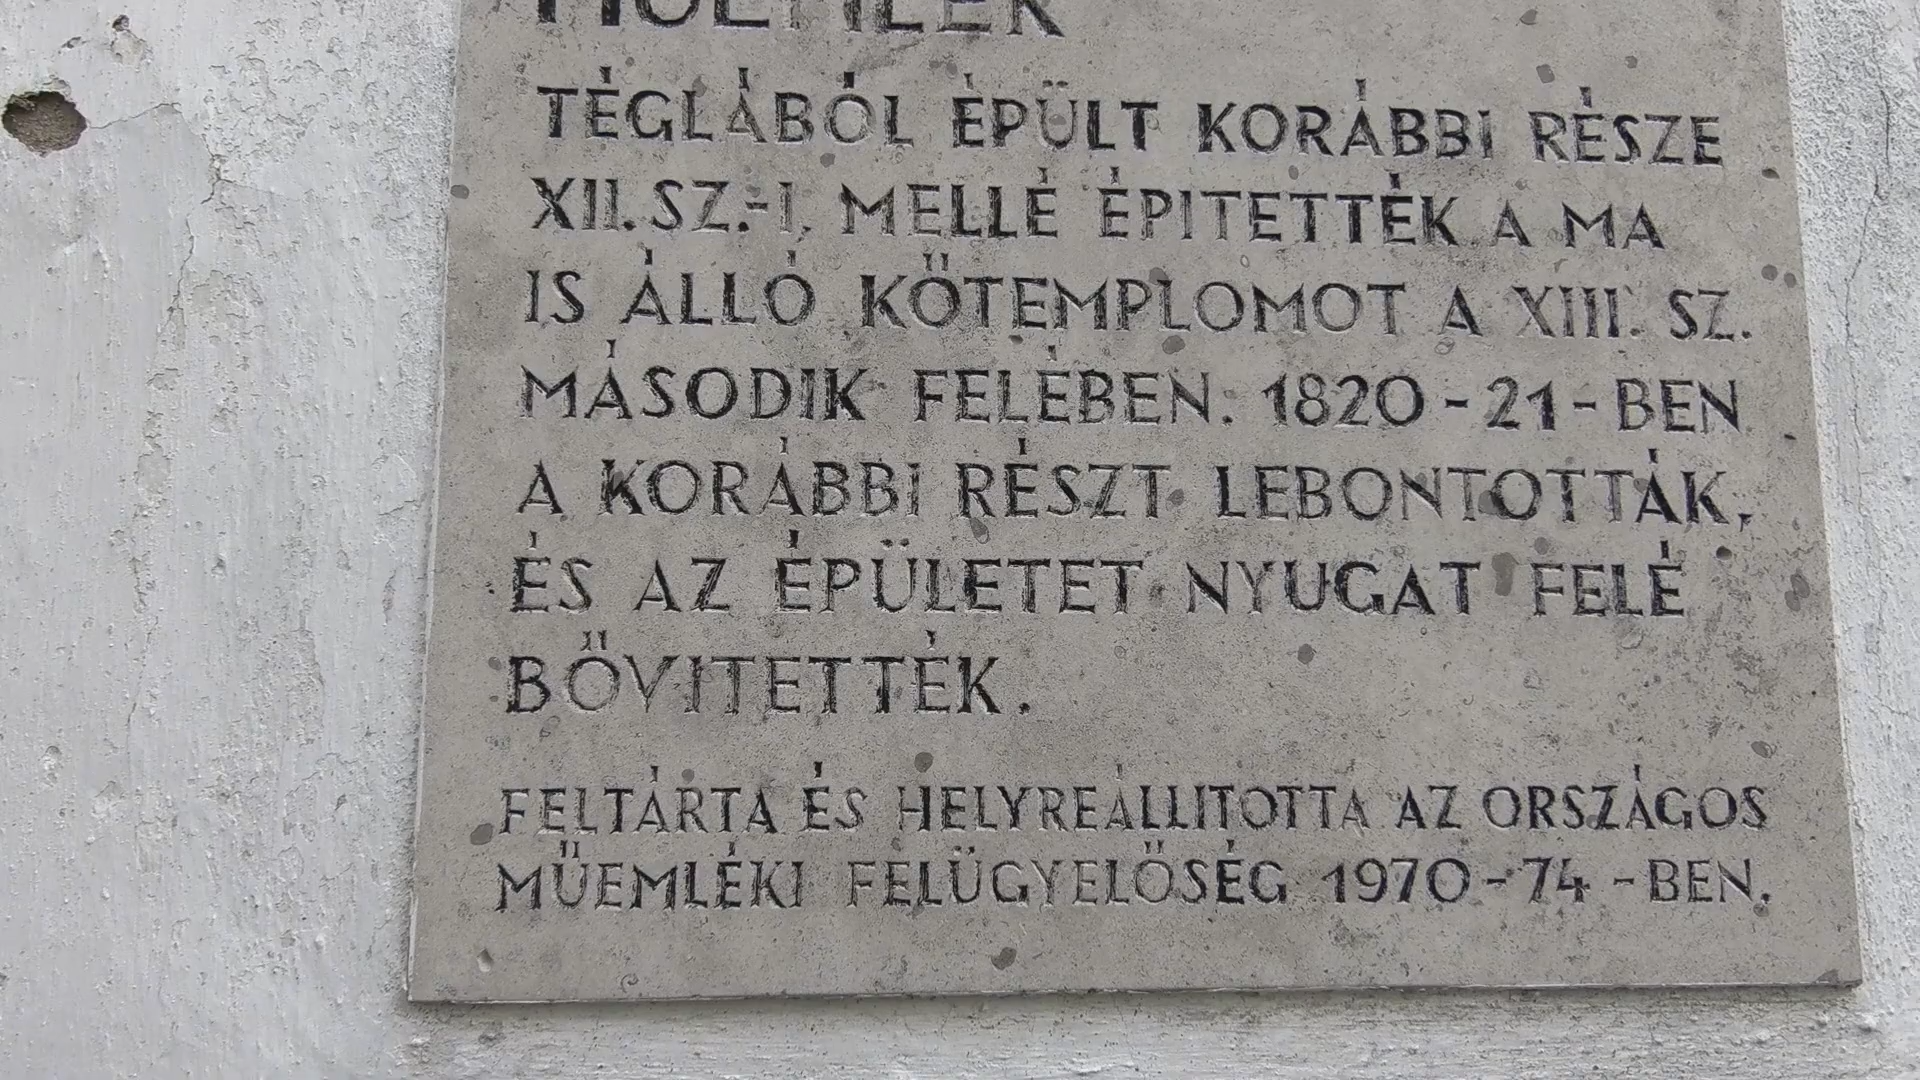 MŰEMLÉK
TÉGLÁBÓL ÉPÜLT KORÁBBI RÉSZE
XII. SZ.-I. MELLÉ ÉPITETTÉK A MA
IS ÁLLÓ KŐTEMPLOMOT A XIII. SZ.
MÁSODIK FELÉBEN. 1820-21-BEN
A KORÁBBI RÉSZT LEBONTOTTÁK,
ÉS AZ ÉPÜLETET NYUGAT FELÉ
BŐVITETTÉK.
FELTÁRTA ÉS HELYREÁLLITOTTA AZ ORSZÁGOS
MŰEMLÉKI FELÜGYELŐSÉG 1970-74-BEN.